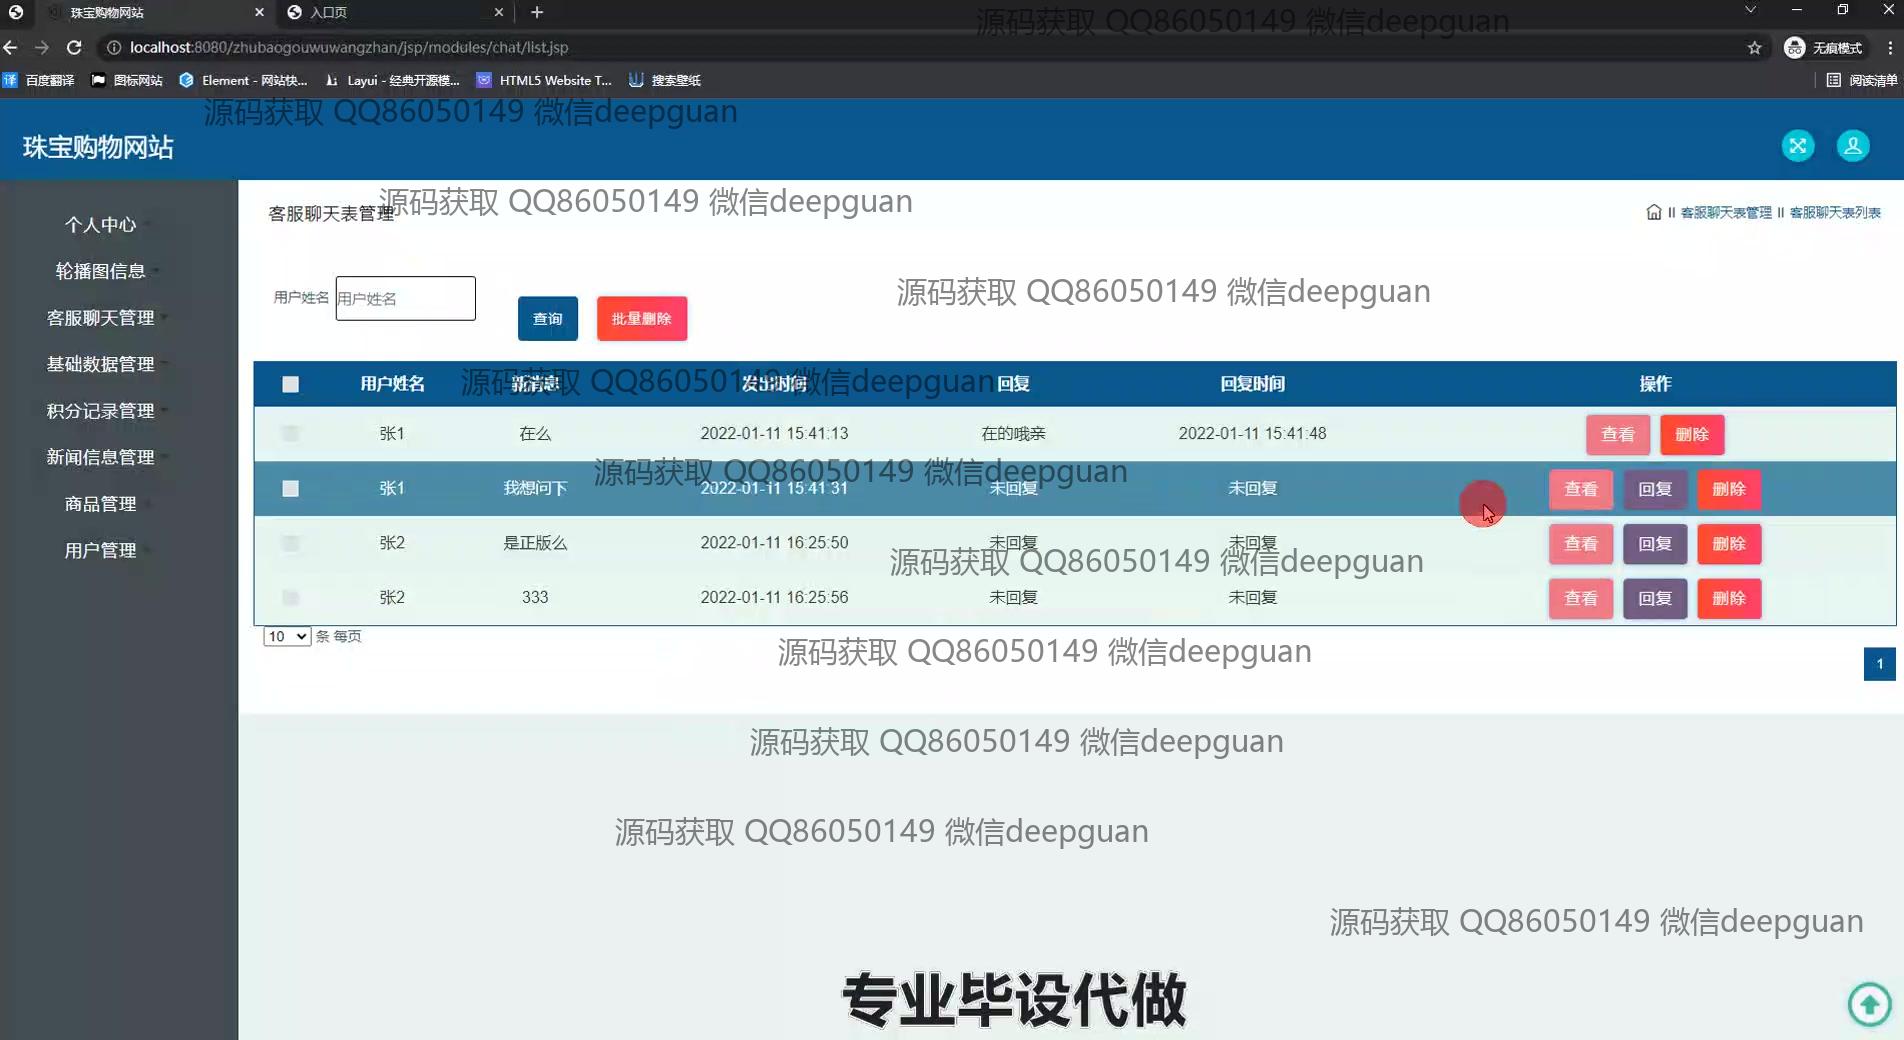 珠宝购物网站
入口页
源码获取 QQ86050149 微信deepguan
localhost:8080/zhubaogouwuwangzhan/jsp/modules/chat/list.jsp
无痕模式
译 百度翻译 图标网站 Element - 网站快... Layui - 经典开源模... HTML5 Website T... 搜索壁纸 阅读清单
源码获取 QQ86050149 微信deepguan
珠宝购物网站
个人中心
轮播图信息
客服聊天管理
基础数据管理
积分记录管理
新闻信息管理
商品管理
用户管理
源码获取 QQ86050149 微信deepguan
客服聊天表管理
客服聊天表管理 客服聊天表列表
源码获取 QQ86050149 微信deepguan
用户姓名 用户姓名 查询 批量删除
用户姓名 新消息 发出时间 回复 回复时间 操作
源码获取 QQ86050149 微信deepguan
张1 在么 2022-01-11 15:41:13 在的哦亲 2022-01-11 15:41:48 查看 删除
源码获取 QQ86050149 微信deepguan
张1 我想问下 2022-01-11 15:41:31 未回复 未回复 查看 回复 删除
张2 是正版么 2022-01-11 16:25:50 未回复 未回复 查看 回复 删除
源码获取 QQ86050149 微信deepguan
张2 333 2022-01-11 16:25:56 未回复 未回复 查看 回复 删除
10 条 每页
源码获取 QQ86050149 微信deepguan
1
源码获取 QQ86050149 微信deepguan
源码获取 QQ86050149 微信deepguan
源码获取 QQ86050149 微信deepguan
专业毕设代做